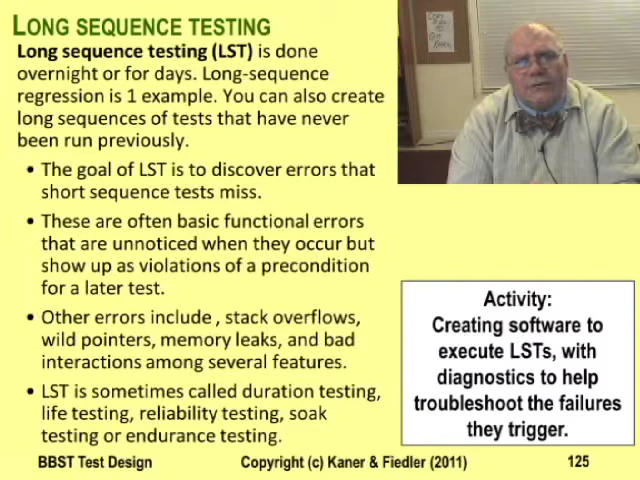 LONG SEQUENCE TESTING
Long sequence testing (LST) is done
overnight or for days. Long-sequence
regression is 1 example. You can also create
long sequences of tests that have never
been run previously.
• The goal of LST is to discover errors that
short sequence tests miss.
• These are often basic functional errors
that are unnoticed when they occur but
show up as violations of a precondition
for a later test.
• Other errors include , stack overflows,
wild pointers, memory leaks, and bad
interactions among several features.
• LST is sometimes called duration testing,
life testing, reliability testing, soak
testing or endurance testing.
Activity:
Creating software to
execute LSTs, with
diagnostics to help
troubleshoot the failures
they trigger.
BBST Test Design Copyright (c) Kaner & Fiedler (2011) 125